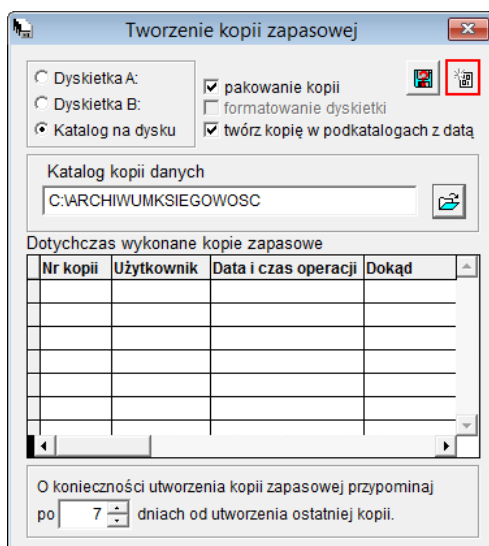 Tworzenie kopii zapasowej
Dyskietka A:
Dyskietka B:
Katalog na dysku
pakowanie kopii
formatowanie dyskietki
twórz kopię w podkatalogach z datą
Katalog kopii danych
C:\ARCHIWUMKSIEGOWOSC
Dotychczas wykonane kopie zapasowe
Nr kopii Użytkownik Data i czas operacji Dokąd
O konieczności utworzenia kopii zapasowej przypominaj
po 7 dniach od utworzenia ostatniej kopii.